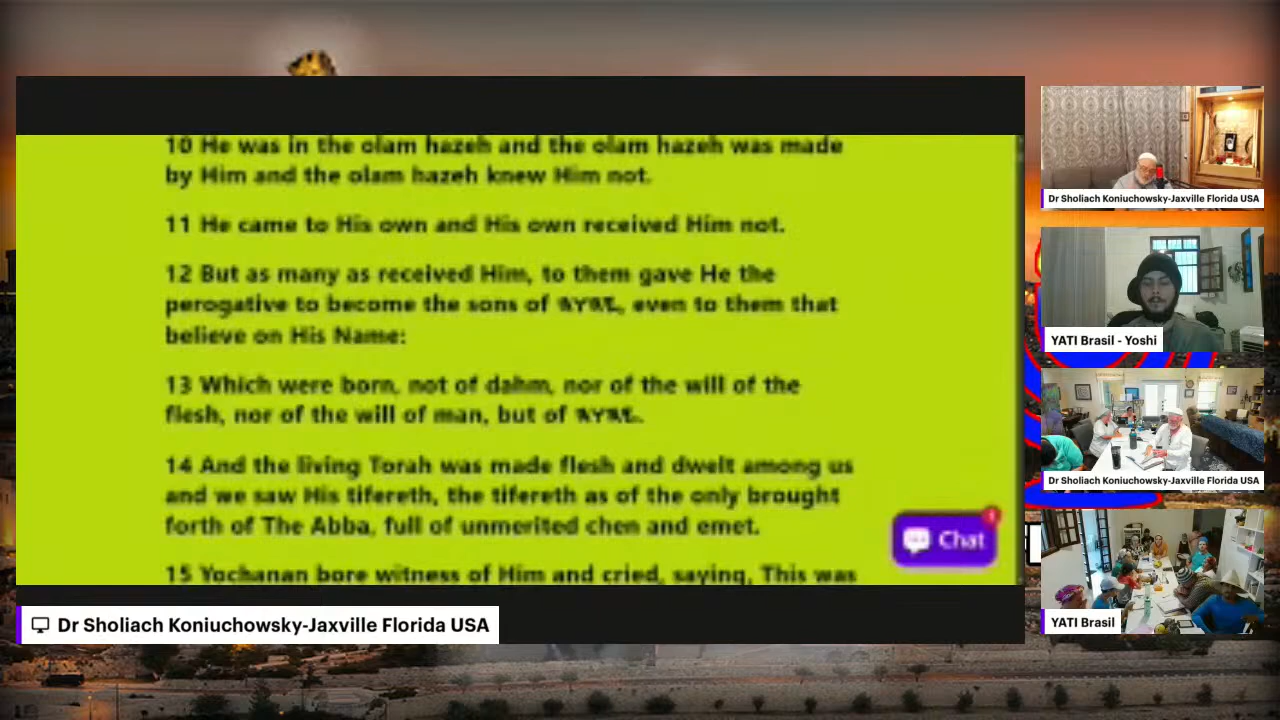 10 He was in the olam hazeh and the olam hazeh was made
by Him and the olam hazeh knew Him not.
11 He came to His own and His own received Him not.
12 But as many as received Him, to them gave He the
perogative to become the sons of 𐤉𐤄𐤅𐤄, even to them that
believe on His Name:
13 Which were born, not of dahm, nor of the will of the
flesh, nor of the will of man, but of 𐤉𐤄𐤅𐤄.
14 And the living Torah was made flesh and dwelt among us
and we saw His tifereth, the tifereth as of the only brought
forth of The Abba, full of unmerited chen and emet.
15 Yochanan bore witness of Him and cried, saying, This was
Chat
1
Dr Sholiach Koniuchowsky-Jaxville Florida USA
Dr Sholiach Koniuchowsky-Jaxville Florida USA
YATI Brasil - Yoshi
Dr Sholiach Koniuchowsky-Jaxville Florida USA
YATI Brasil